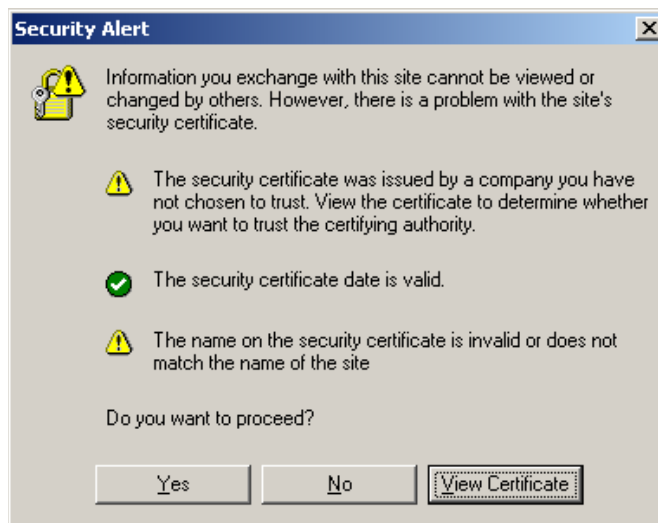 Security Alert
Information you exchange with this site cannot be viewed or
changed by others. However, there is a problem with the site's
security certificate.
The security certificate was issued by a company you have
not chosen to trust. View the certificate to determine whether
you want to trust the certifying authority.
The security certificate date is valid.
The name on the security certificate is invalid or does not
match the name of the site
Do you want to proceed?
Yes
No
View Certificate